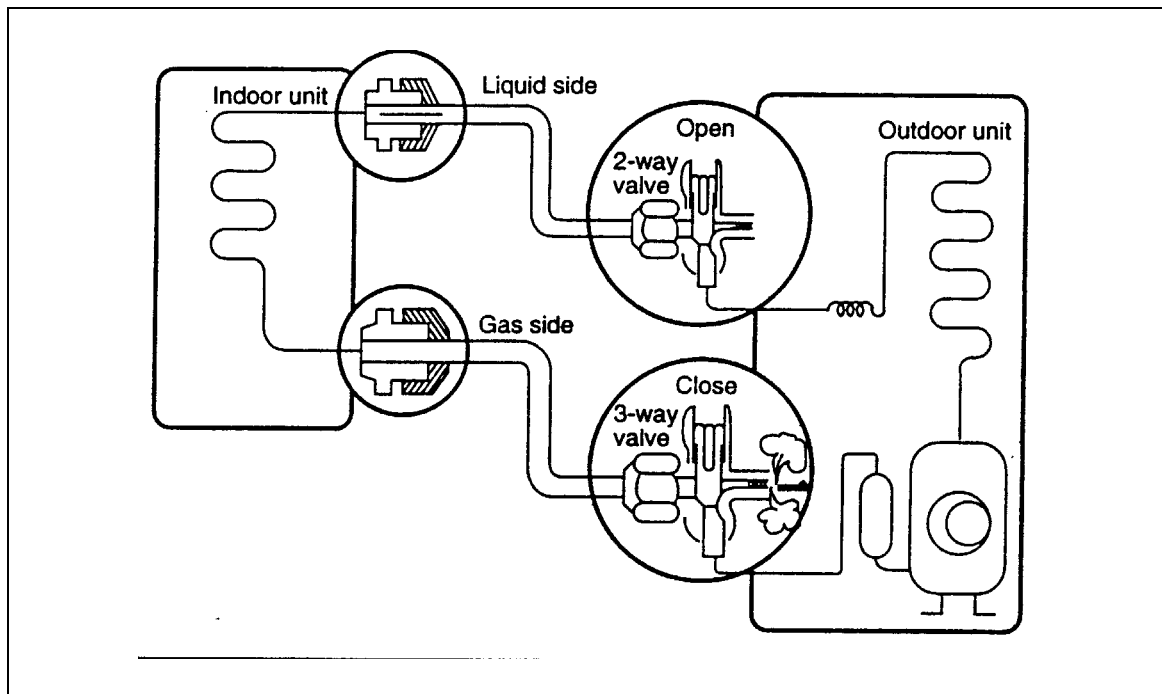 Indoor unit
Liquid side
Open
2-way
valve
Outdoor unit
Gas side
Close
3-way
valve